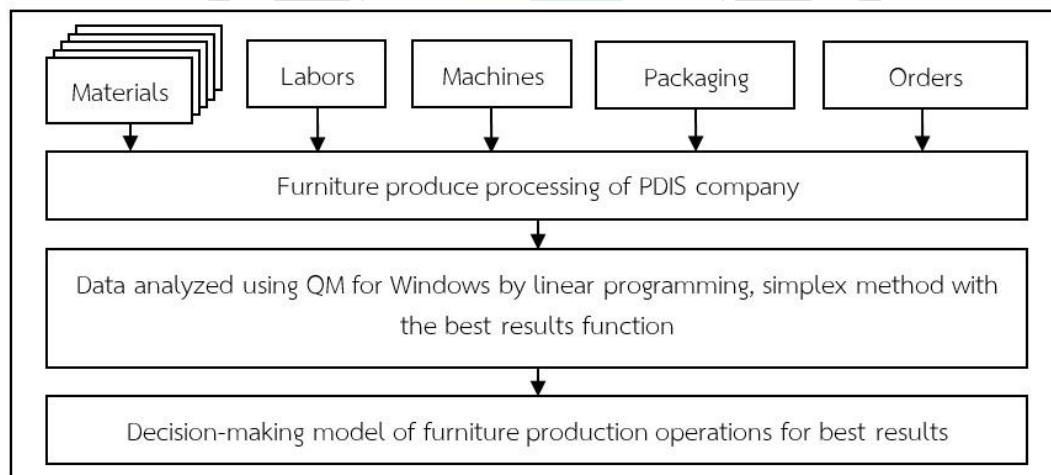 Materials
Labors
Machines
Packaging
Orders
Furniture produce processing of PDIS company
Data analyzed using QM for Windows by linear programming, simplex method with
the best results function
Decision-making model of furniture production operations for best results